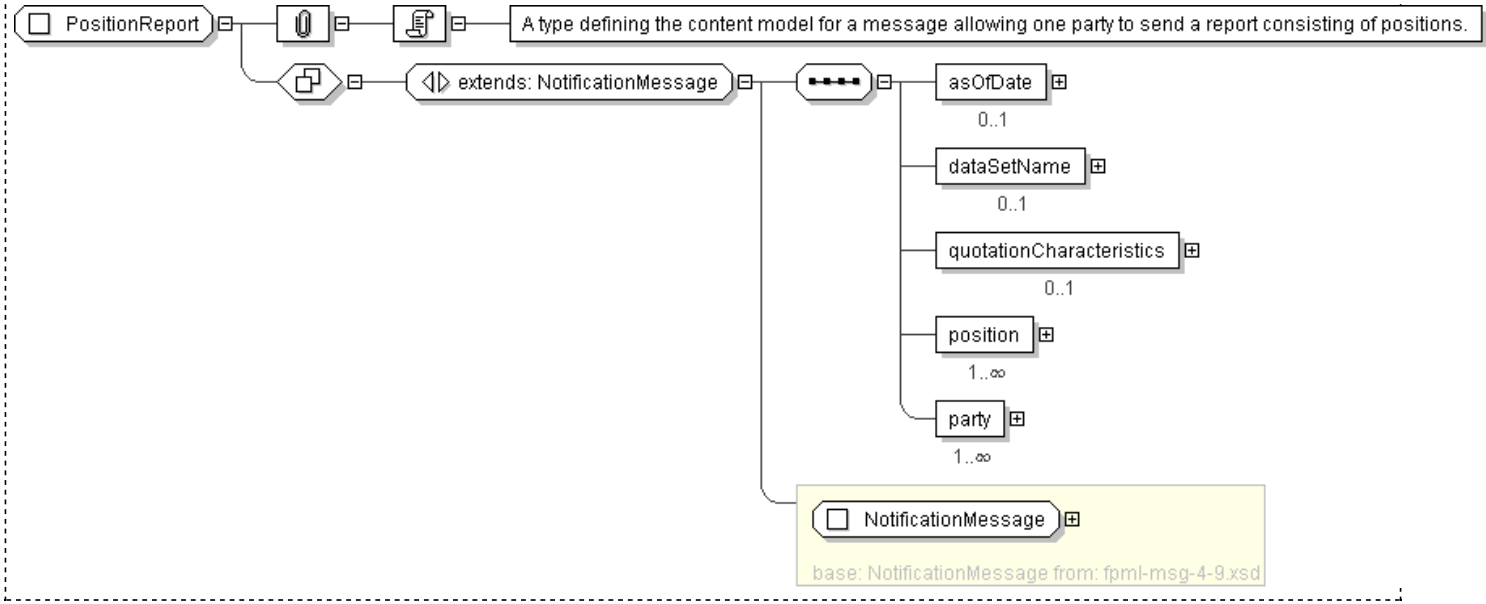 PositionReport
A type defining the content model for a message allowing one party to send a report consisting of positions.
extends: NotificationMessage
asOfDate
0..1
dataSetName
0..1
quotationCharacteristics
0..1
position
1..∞
party
1..∞
NotificationMessage
base: NotificationMessage from: fpml-msg-4-9.xsd